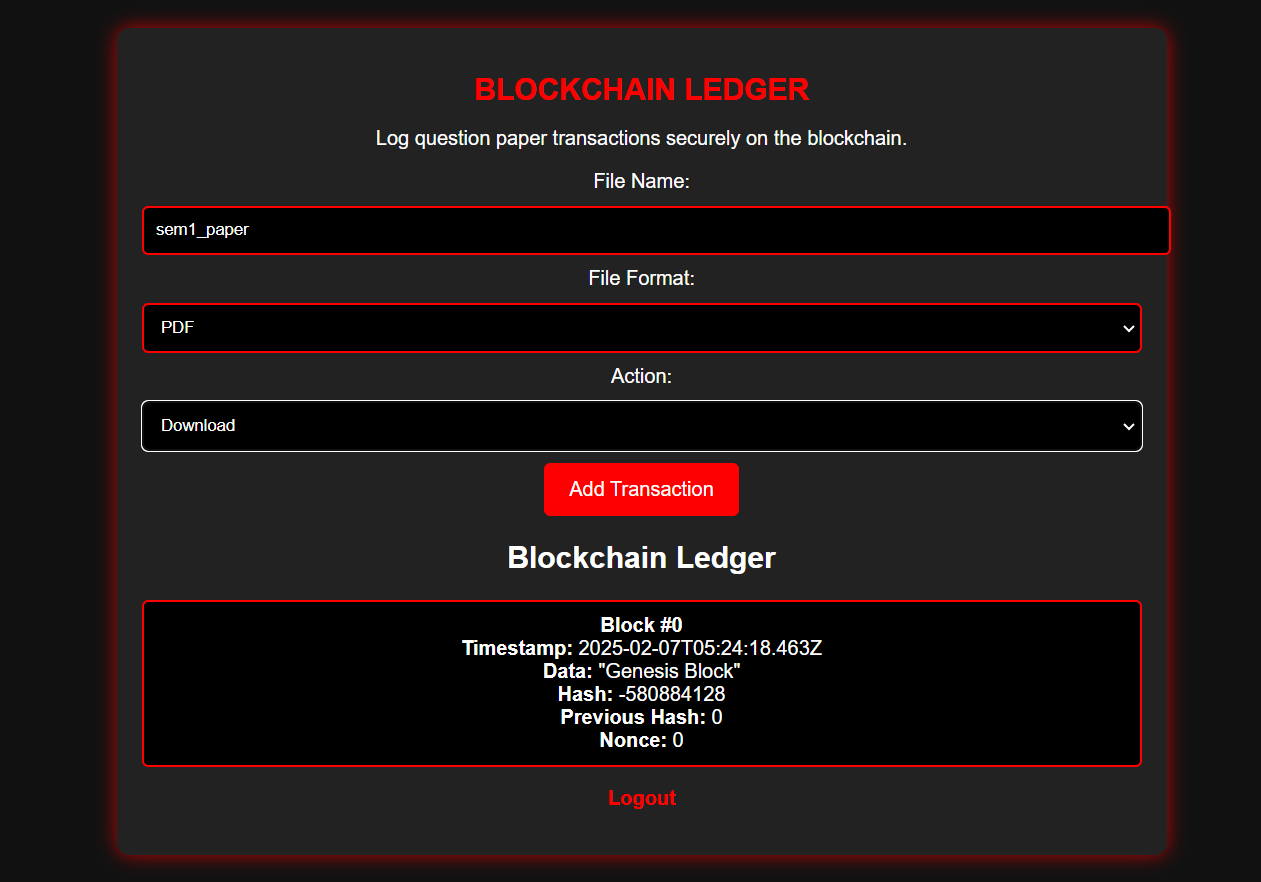 BLOCKCHAIN LEDGER
Log question paper transactions securely on the blockchain.
File Name:
sem1_paper
File Format:
PDF
Action:
Download
Add Transaction
Blockchain Ledger
Block #0
Timestamp: 2025-02-07T05:24:18.463Z
Data: "Genesis Block"
Hash: -580884128
Previous Hash: 0
Nonce: 0
Logout